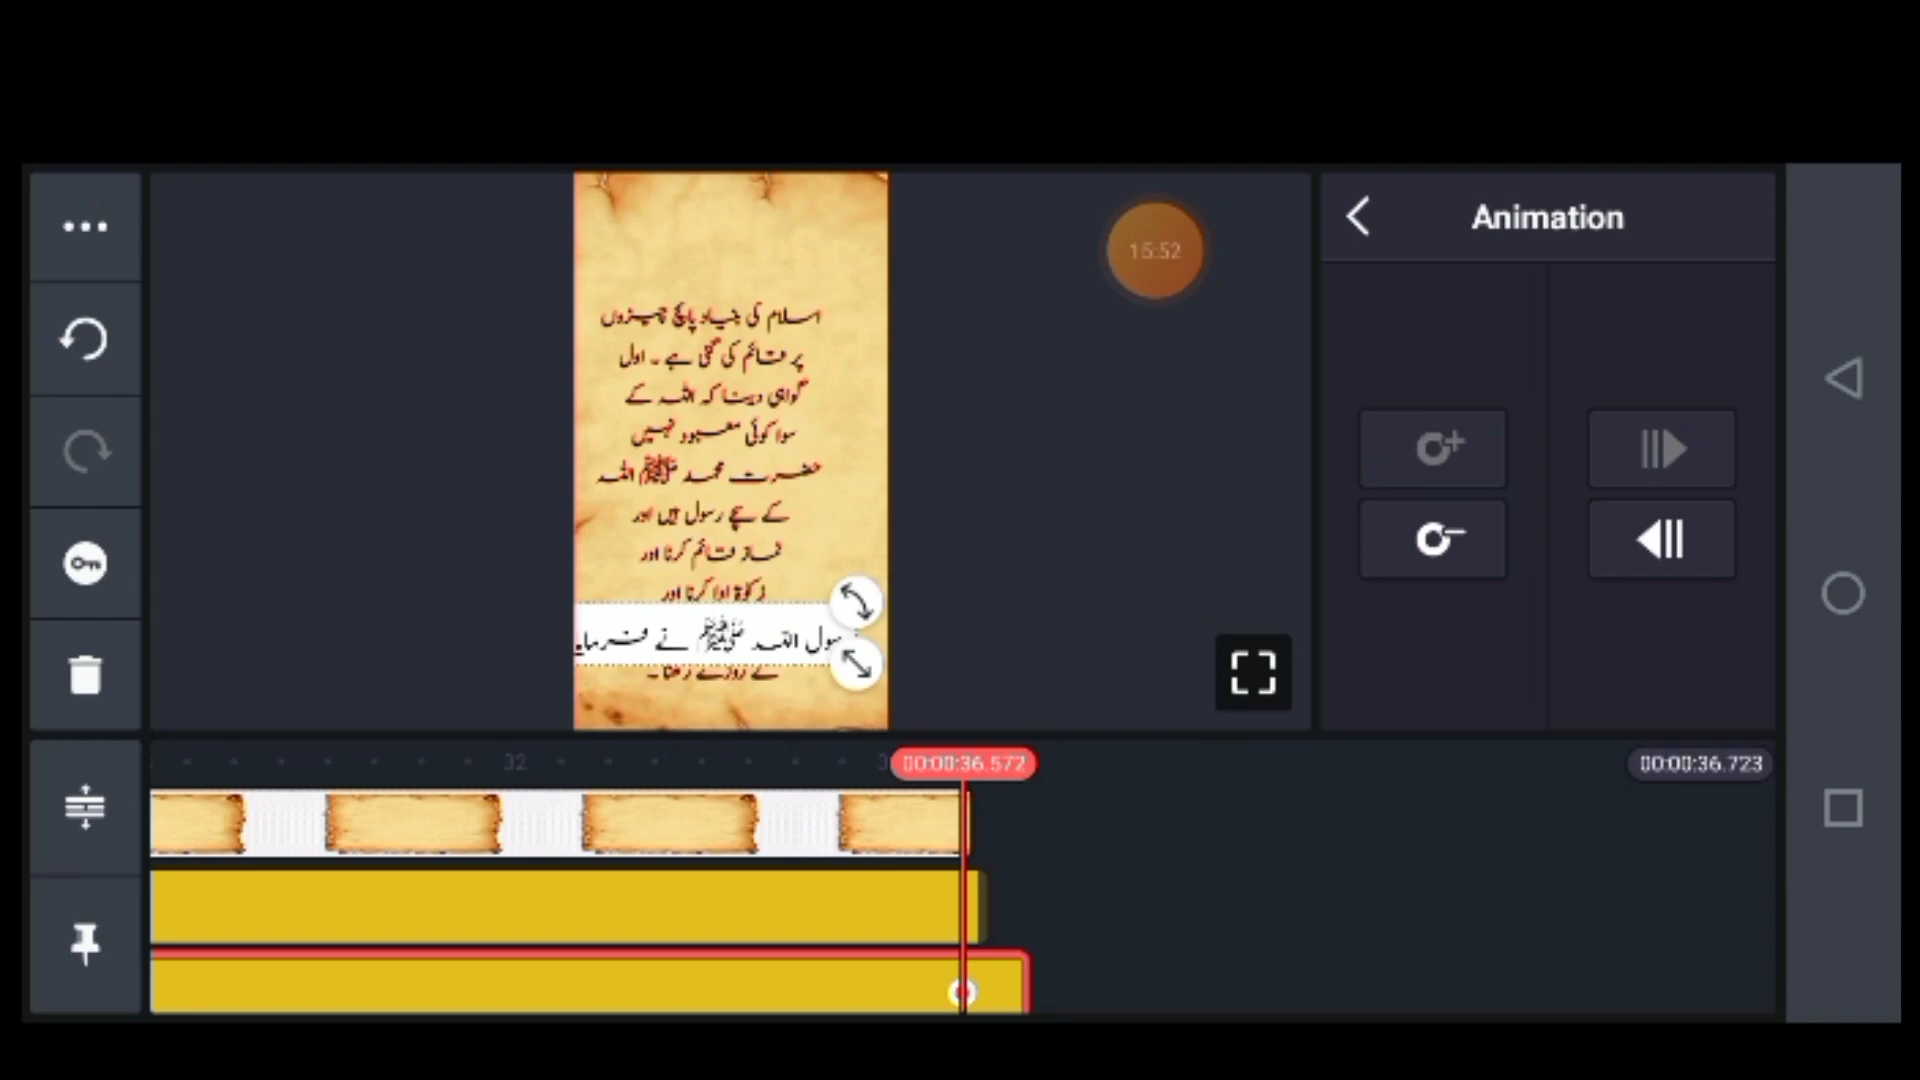 15:52
Animation
اسلام کی بنیاد پانچ چیزوں
پر قائم کی گئی ہے ۔ اول
گواہی دینا کہ اللہ کے
سوا کوئی معبود نہیں
حضرت محمد ﷺ اللہ
کے سچے رسول ہیں اور
نماز قائم کرنا اور
زکوٰۃ ادا کرنا اور
رسول اللہ ﷺ نے فرمایا
کے روزے رکھنا ۔
32
00:00:36.572
00:00:36.723